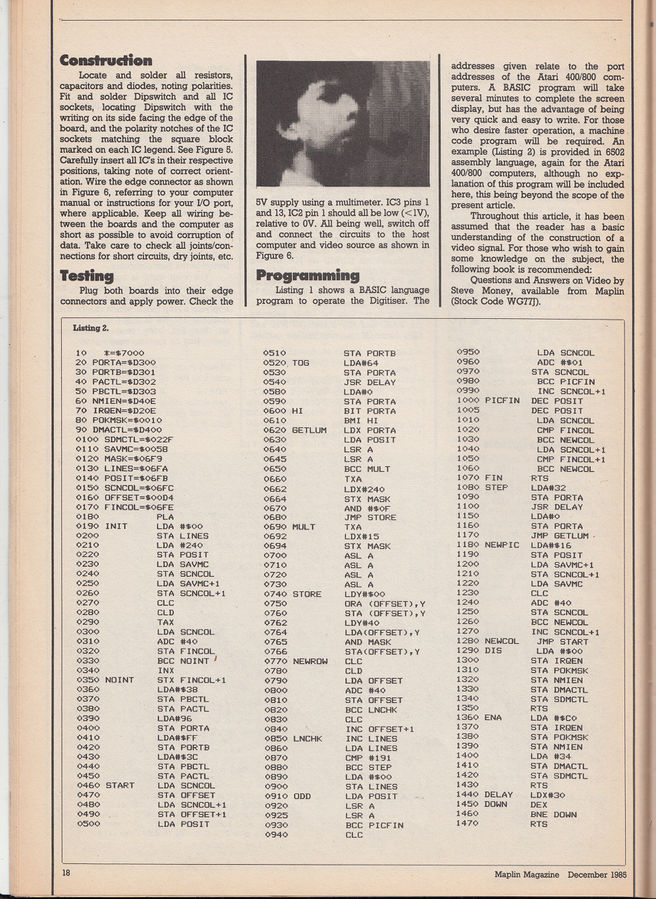 Construction
Locate and solder all resistors,
capacitors and diodes, noting polarities.
Fit and solder Dipswitch and all IC
sockets, locating Dipswitch with the
writing on its side facing the edge of the
board, and the polarity notches of the IC
sockets matching the square block
marked on each IC legend. See Figure 5.
Carefully insert all IC's in their respective
positions, taking note of correct orient-
ation. Wire the edge connector as shown
in Figure 6, referring to your computer
manual or instructions for your I/O port,
where applicable. Keep all wiring be-
tween the boards and the computer as
short as possible to avoid corruption of
data. Take care to check all joints/con-
nections for short circuits, dry joints, etc.
Testing
Plug both boards into their edge
connectors and apply power. Check the
5V supply using a multimeter. IC3 pins 1
and 13, IC2 pin 1 should all be low (<1V),
relative to 0V. All being well, switch off
and connect the circuits to the host
computer and video source as shown in
Figure 6.
Programming
Listing 1 shows a BASIC language
program to operate the Digitiser. The
addresses given relate to the port
addresses of the Atari 400/800 com-
puters. A BASIC program will take
several minutes to complete the screen
display, but has the advantage of being
very quick and easy to write. For those
who desire faster operation, a machine
code program will be required. An
example (Listing 2) is provided in 6502
assembly language, again for the Atari
400/800 computers, although no exp-
lanation of this program will be included
here, this being beyond the scope of the
present article.
Throughout this article, it has been
assumed that the reader has a basic
understanding of the construction of a
video signal. For those who wish to gain
some knowledge on the subject, the
following book is recommended:
Questions and Answers on Video by
Steve Money, available from Maplin
(Stock Code WG77J).
Listing 2.
10 *=$7000
20 PORTA=$D300
30 PORTB=$D301
40 PACTL=$D302
50 PBCTL=$D303
60 NMIEN=$D40E
70 IRQEN=$D20E
80 POKMSK=$0010
90 DMACTL=$D400
0100 SDMCTL=$022F
0110 SAVMC=$0058
0120 MASK=$06F9
0130 LINES=$06FA
0140 POSIT=$06FB
0150 SCNCOL=$06FC
0160 OFFSET=$00D4
0170 FINCOL=$06FE
0180 PLA
0190 INIT LDA #$00
0200 STA LINES
0210 LDA #240
0220 STA POSIT
0230 LDA SAVMC
0240 STA SCNCOL
0250 LDA SAVMC+1
0260 STA SCNCOL+1
0270 CLC
0280 CLD
0290 TAX
0300 LDA SCNCOL
0310 ADC #40
0320 STA FINCOL
0330 BCC NOINT
0340 INX
0350 NOINT STX FINCOL+1
0360 LDA#$38
0370 STA PBCTL
0380 STA PACTL
0390 LDA#96
0400 STA PORTA
0410 LDA#$FF
0420 STA PORTB
0430 LDA#$3C
0440 STA PBCTL
0450 STA PACTL
0460 START LDA SCNCOL
0470 STA OFFSET
0480 LDA SCNCOL+1
0490 STA OFFSET+1
0500 LDA POSIT
0510 STA PORTB
0520 TOG LDA#64
0530 STA PORTA
0540 JSR DELAY
0580 LDA#0
0590 STA PORTA
0600 HI BIT PORTA
0610 BMI HI
0620 GETLUM LDX PORTA
0630 LDA POSIT
0640 LSR A
0645 LSR A
0650 BCC MULT
0660 TXA
0662 LDX#240
0664 STX MASK
0670 AND #$0F
0680 JMP STORE
0690 MULT TXA
0692 LDX#15
0694 STX MASK
0700 ASL A
0710 ASL A
0720 ASL A
0730 ASL A
0740 STORE LDY#$00
0750 ORA (OFFSET),Y
0760 STA (OFFSET),Y
0762 LDY#40
0764 LDA(OFFSET),Y
0765 AND MASK
0766 STA(OFFSET),Y
0770 NEWROW CLC
0780 CLD
0790 LDA OFFSET
0800 ADC #40
0810 STA OFFSET
0820 BCC LNCHK
0830 CLC
0840 INC OFFSET+1
0850 LNCHK INC LINES
0860 LDA LINES
0870 CMP #191
0880 BCC STEP
0890 LDA #$00
0900 STA LINES
0910 ODD LDA POSIT
0920 LSR A
0925 LSR A
0930 BCC PICFIN
0940 CLC
0950 LDA SCNCOL
0960 ADC #$01
0970 STA SCNCOL
0980 BCC PICFIN
0990 INC SCNCOL+1
1000 PICFIN DEC POSIT
1005 DEC POSIT
1010 LDA SCNCOL
1020 CMP FINCOL
1030 BCC NEWCOL
1040 LDA SCNCOL+1
1050 CMP FINCOL+1
1060 BCC NEWCOL
1070 FIN RTS
1080 STEP LDA#32
1090 STA PORTA
1100 JSR DELAY
1150 LDA#0
1160 STA PORTA
1170 JMP GETLUM
1180 NEWPIC LDA#$16
1190 STA POSIT
1200 LDA SAVMC+1
1210 STA SCNCOL+1
1220 LDA SAVMC
1230 CLC
1240 ADC #40
1250 STA SCNCOL
1260 BCC NEWCOL
1270 INC SCNCOL+1
1280 NEWCOL JMP START
1290 DIS LDA #$00
1300 STA IRQEN
1310 STA POKMSK
1320 STA NMIEN
1330 STA DMACTL
1340 STA SDMCTL
1350 RTS
1360 ENA LDA #$C0
1370 STA IRQEN
1380 STA POKMSK
1390 STA NMIEN
1400 LDA #34
1410 STA DMACTL
1420 STA SDMCTL
1430 RTS
1440 DELAY LDX#30
1450 DOWN DEX
1460 BNE DOWN
1470 RTS
18
Maplin Magazine December 1985